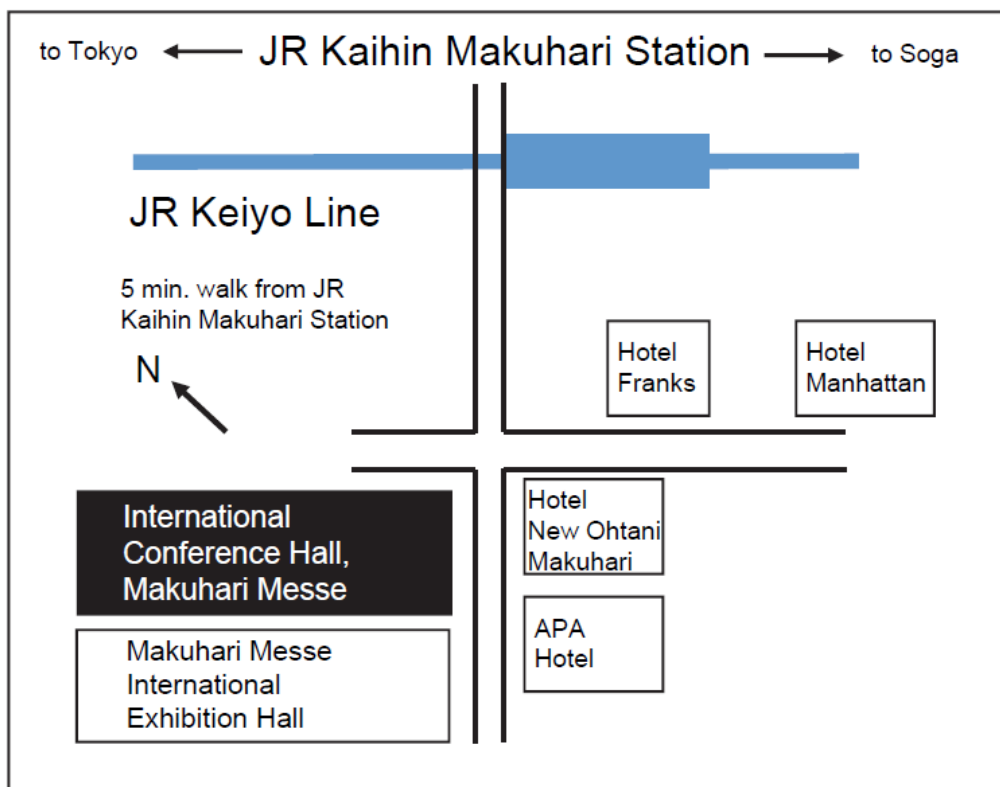 to Tokyo
JR Kaihin Makuhari Station
to Soga
JR Keiyo Line
5 min. walk from JR
Kaihin Makuhari Station
N
Hotel
Franks
Hotel
Manhattan
International
Conference Hall,
Makuhari Messe
Hotel
New Ohtani
Makuhari
Makuhari Messe
International
Exhibition Hall
APA
Hotel